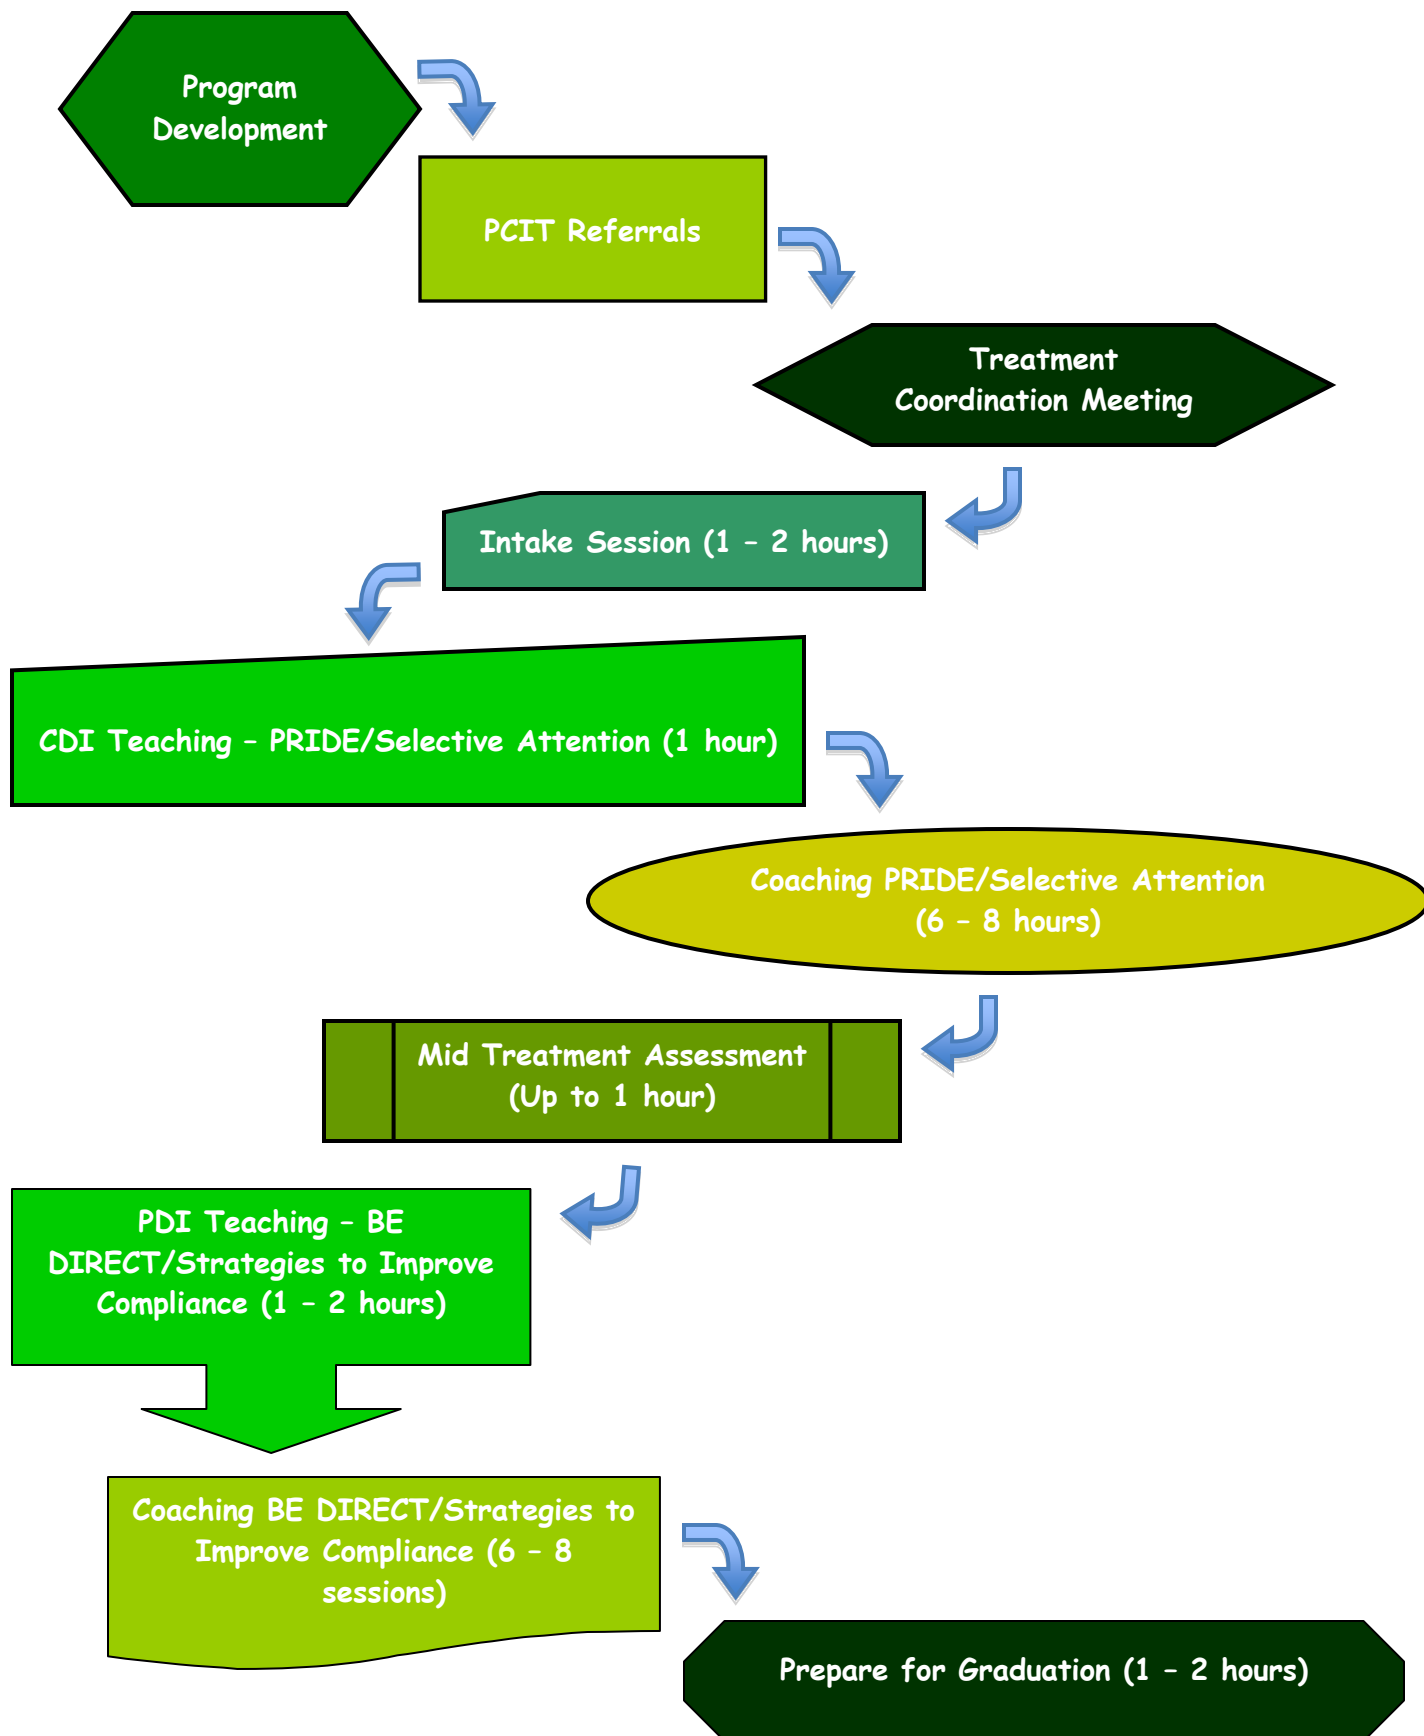 Program
Development
PCIT Referrals
Treatment
Coordination Meeting
Intake Session (1 – 2 hours)
CDI Teaching – PRIDE/Selective Attention (1 hour)
Coaching PRIDE/Selective Attention
(6 – 8 hours)
Mid Treatment Assessment
(Up to 1 hour)
PDI Teaching – BE
DIRECT/Strategies to Improve
Compliance (1 – 2 hours)
Coaching BE DIRECT/Strategies to
Improve Compliance (6 – 8
sessions)
Prepare for Graduation (1 – 2 hours)